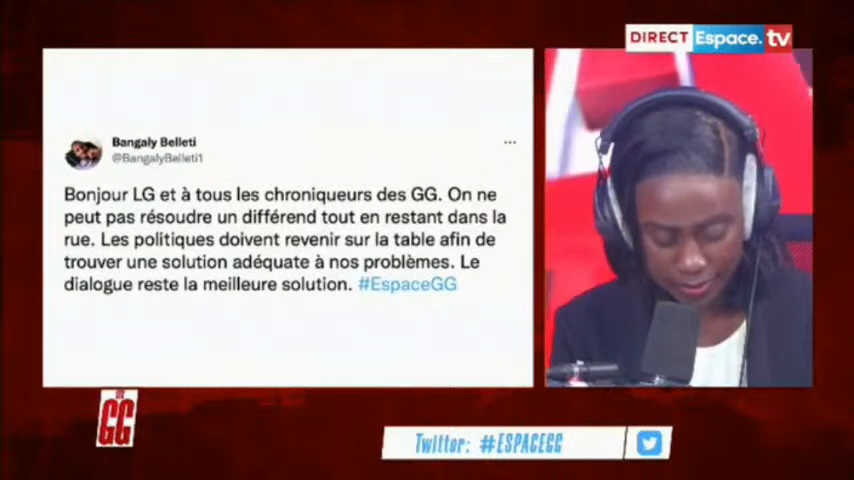 DIRECT Espace.tv
Bangaly Belleti
@BangalyBelleti1
Bonjour LG et à tous les chroniqueurs des GG. On ne
peut pas résoudre un différend tout en restant dans la
rue. Les politiques doivent revenir sur la table afin de
trouver une solution adéquate à nos problèmes. Le
dialogue reste la meilleure solution. #EspaceGG
GG
Twitter: #ESPACEGG